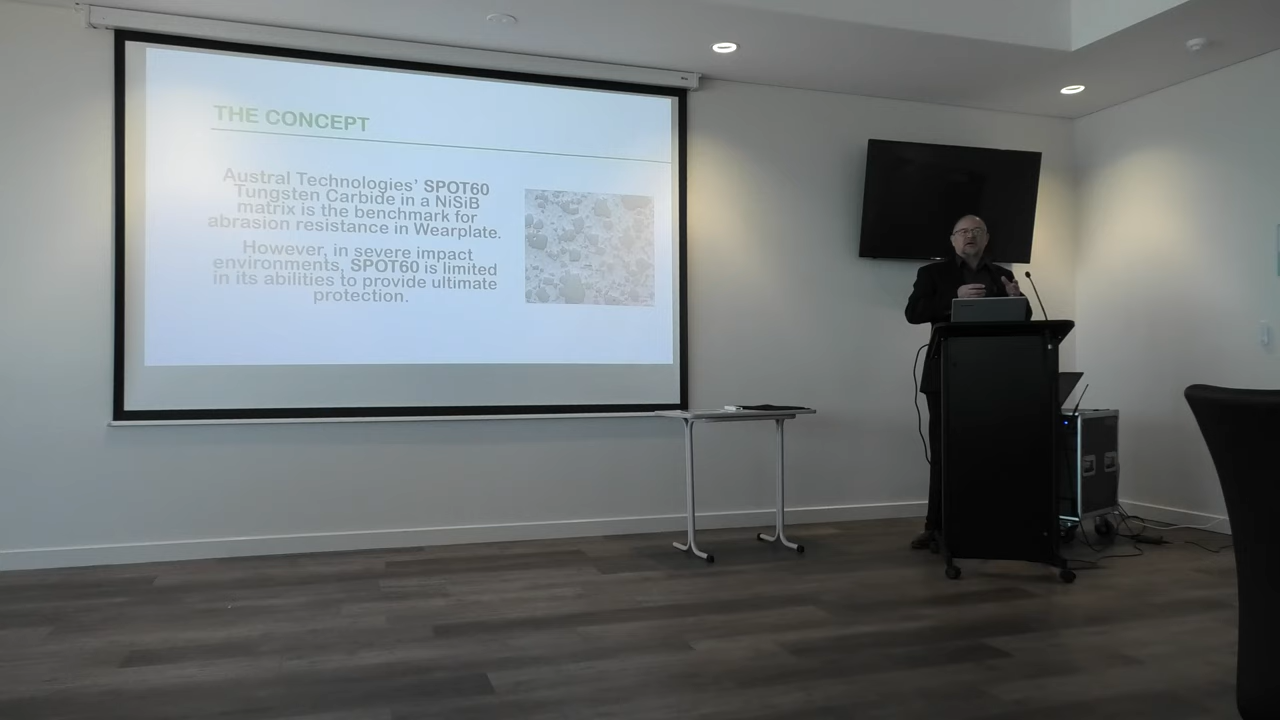 THE CONCEPT
Austral Technologies’ SPOT60
Tungsten Carbide in a NiSiB
matrix is the benchmark for
abrasion resistance in Wearplate.
However, in severe impact
environments, SPOT60 is limited
in its abilities to provide ultimate
protection.